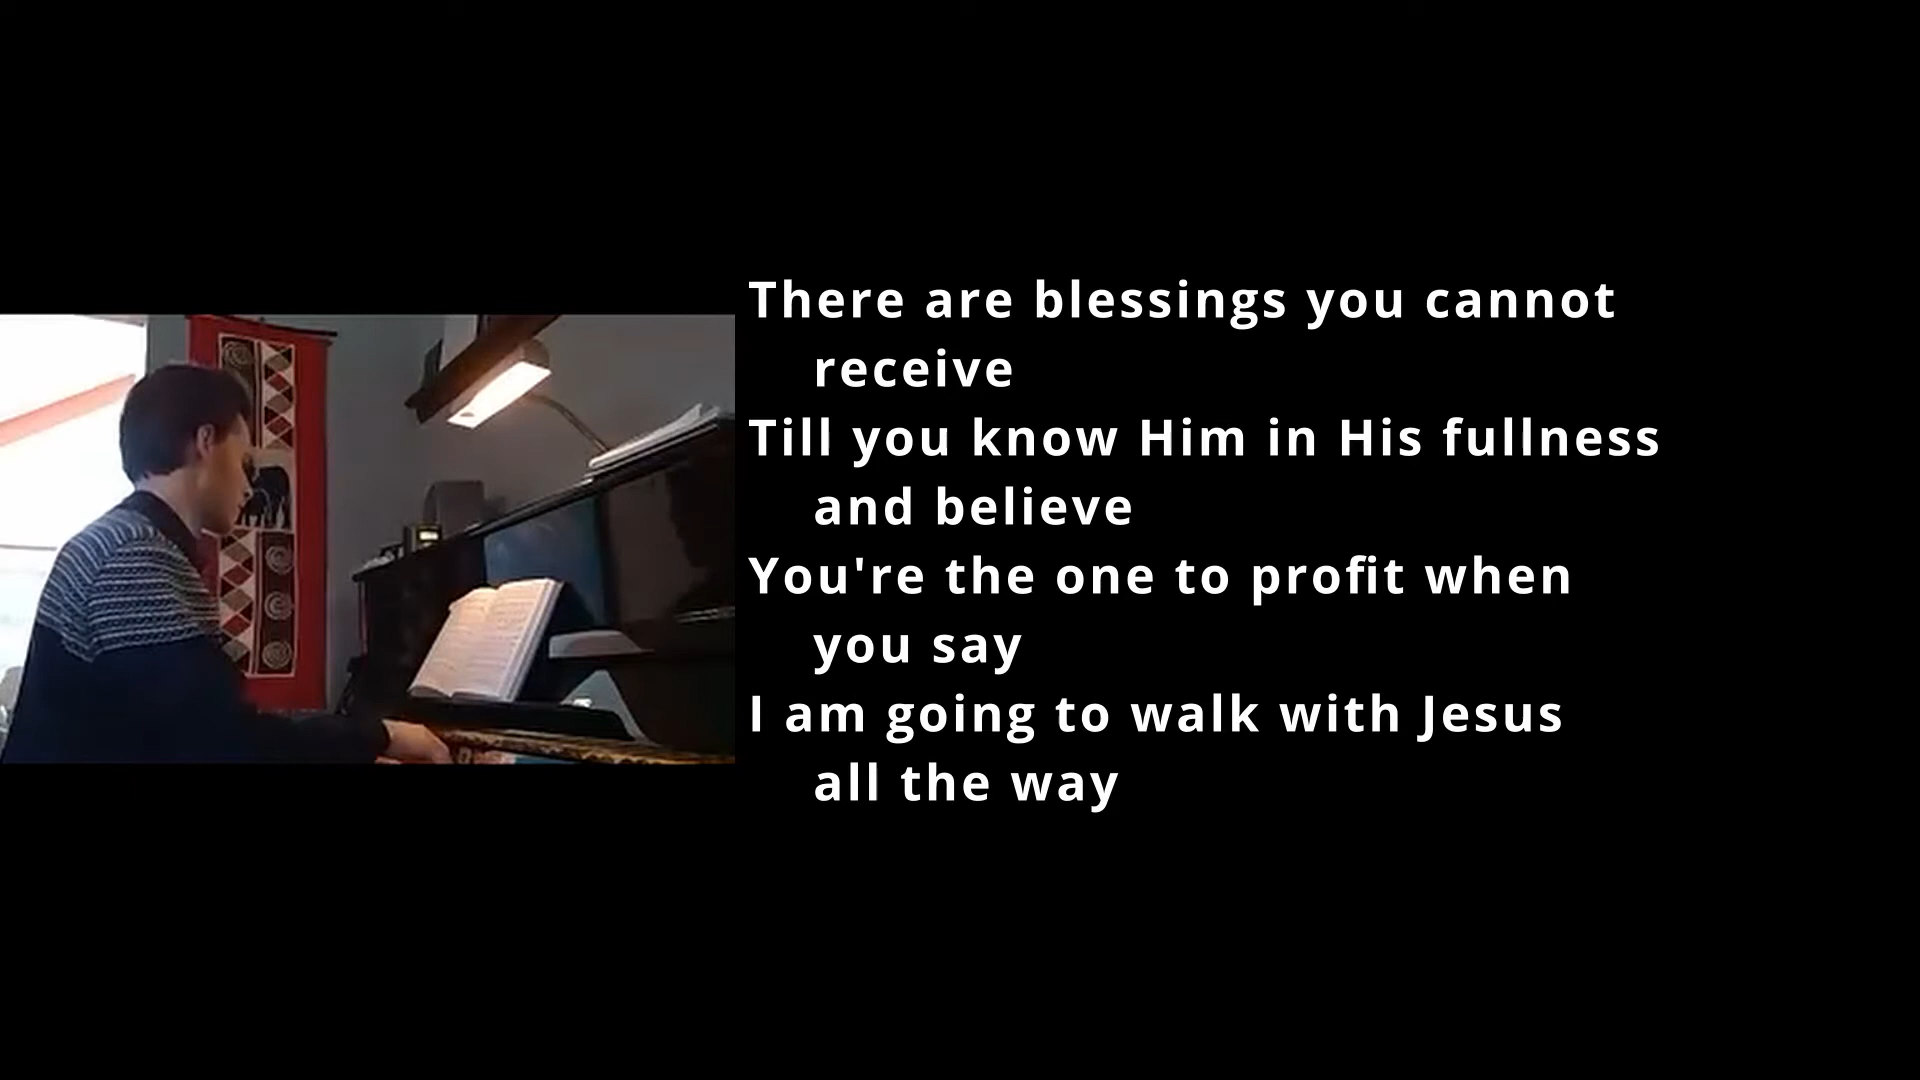 There are blessings you cannot
receive
Till you know Him in His fullness
and believe
You're the one to profit when
you say
I am going to walk with Jesus
all the way